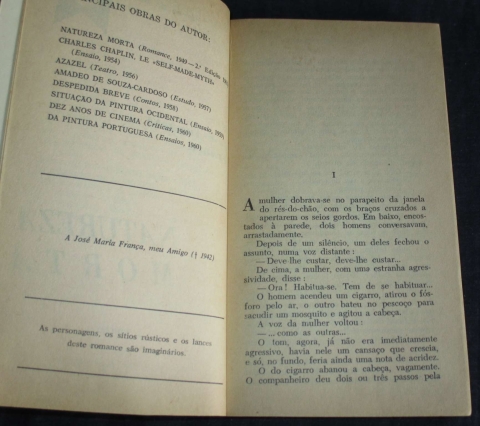 PRINCIPAIS OBRAS DO AUTOR:
NATUREZA MORTA (Romance, 1949 — 2.ª Edição,
CHARLES CHAPLIN, LE «SELF-MADE-MYTH»
(Ensaio, 1954)
AZAZEL (Teatro, 1956)
AMADEO DE SOUZA-CARDOSO (Estudo, 1957)
DESPEDIDA BREVE (Contos, 1958)
SITUAÇÃO DA PINTURA OCIDENTAL (Ensaio,
DEZ ANOS DE CINEMA (Críticas, 1960)
DA PINTURA PORTUGUESA (Ensaios, 1960)
A José Maria França, meu Amigo († 1942)
As personagens, os sítios rústicos e os lances
deste romance são imaginários.
I
A mulher dobrava-se no parapeito da janela
do rés-do-chão, com os braços cruzados a
apertarem os seios gordos. Em baixo, encos-
tados à parede, dois homens conversavam,
arrastadamente.
Depois de um silêncio, um deles fechou o
assunto, numa voz distante:
— Deve-lhe custar, deve-lhe custar...
De cima, a mulher, com uma estranha agres-
sividade, disse:
— Ora! Habitua-se. Tem de se habituar...
O homem acendeu um cigarro, atirou o fós-
foro pelo ar, o outro bateu no pescoço para
sacudir um mosquito e agitou a cabeça.
A voz da mulher voltou:
— ... como as outras...
O tom, agora, já não era imediatamente
agressivo, havia nele um cansaço que crescia,
e só, no fundo, feria ainda uma nota de acridez.
O do cigarro abanou a cabeça, vagamente.
O companheiro deu dois ou três passos pela